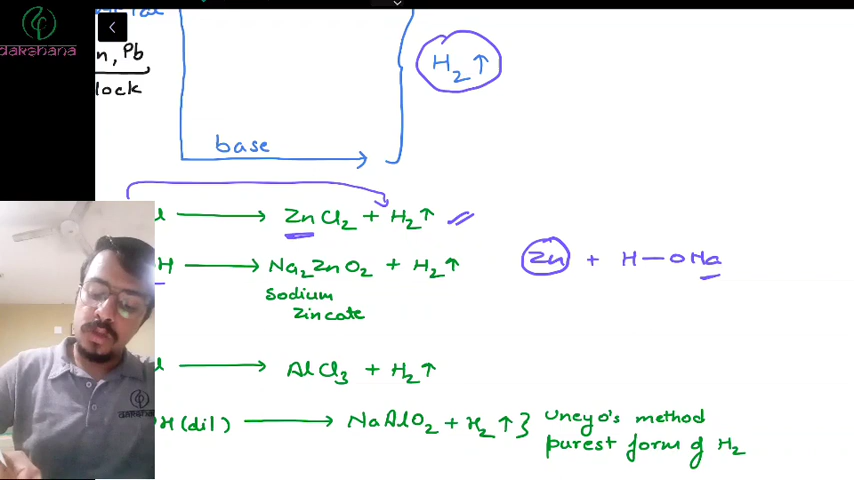 dakshana
n, Pb
lock
H2↑
base
l ⟶ ZnCl2 + H2↑
H ⟶ Na2ZnO2 + H2↑
Zn + H—ONa
Sodium
Zincate
l ⟶ AlCl3 + H2↑
H (dil) ⟶ NaAlO2 + H2↑ } Uneyo's method
purest form of H2